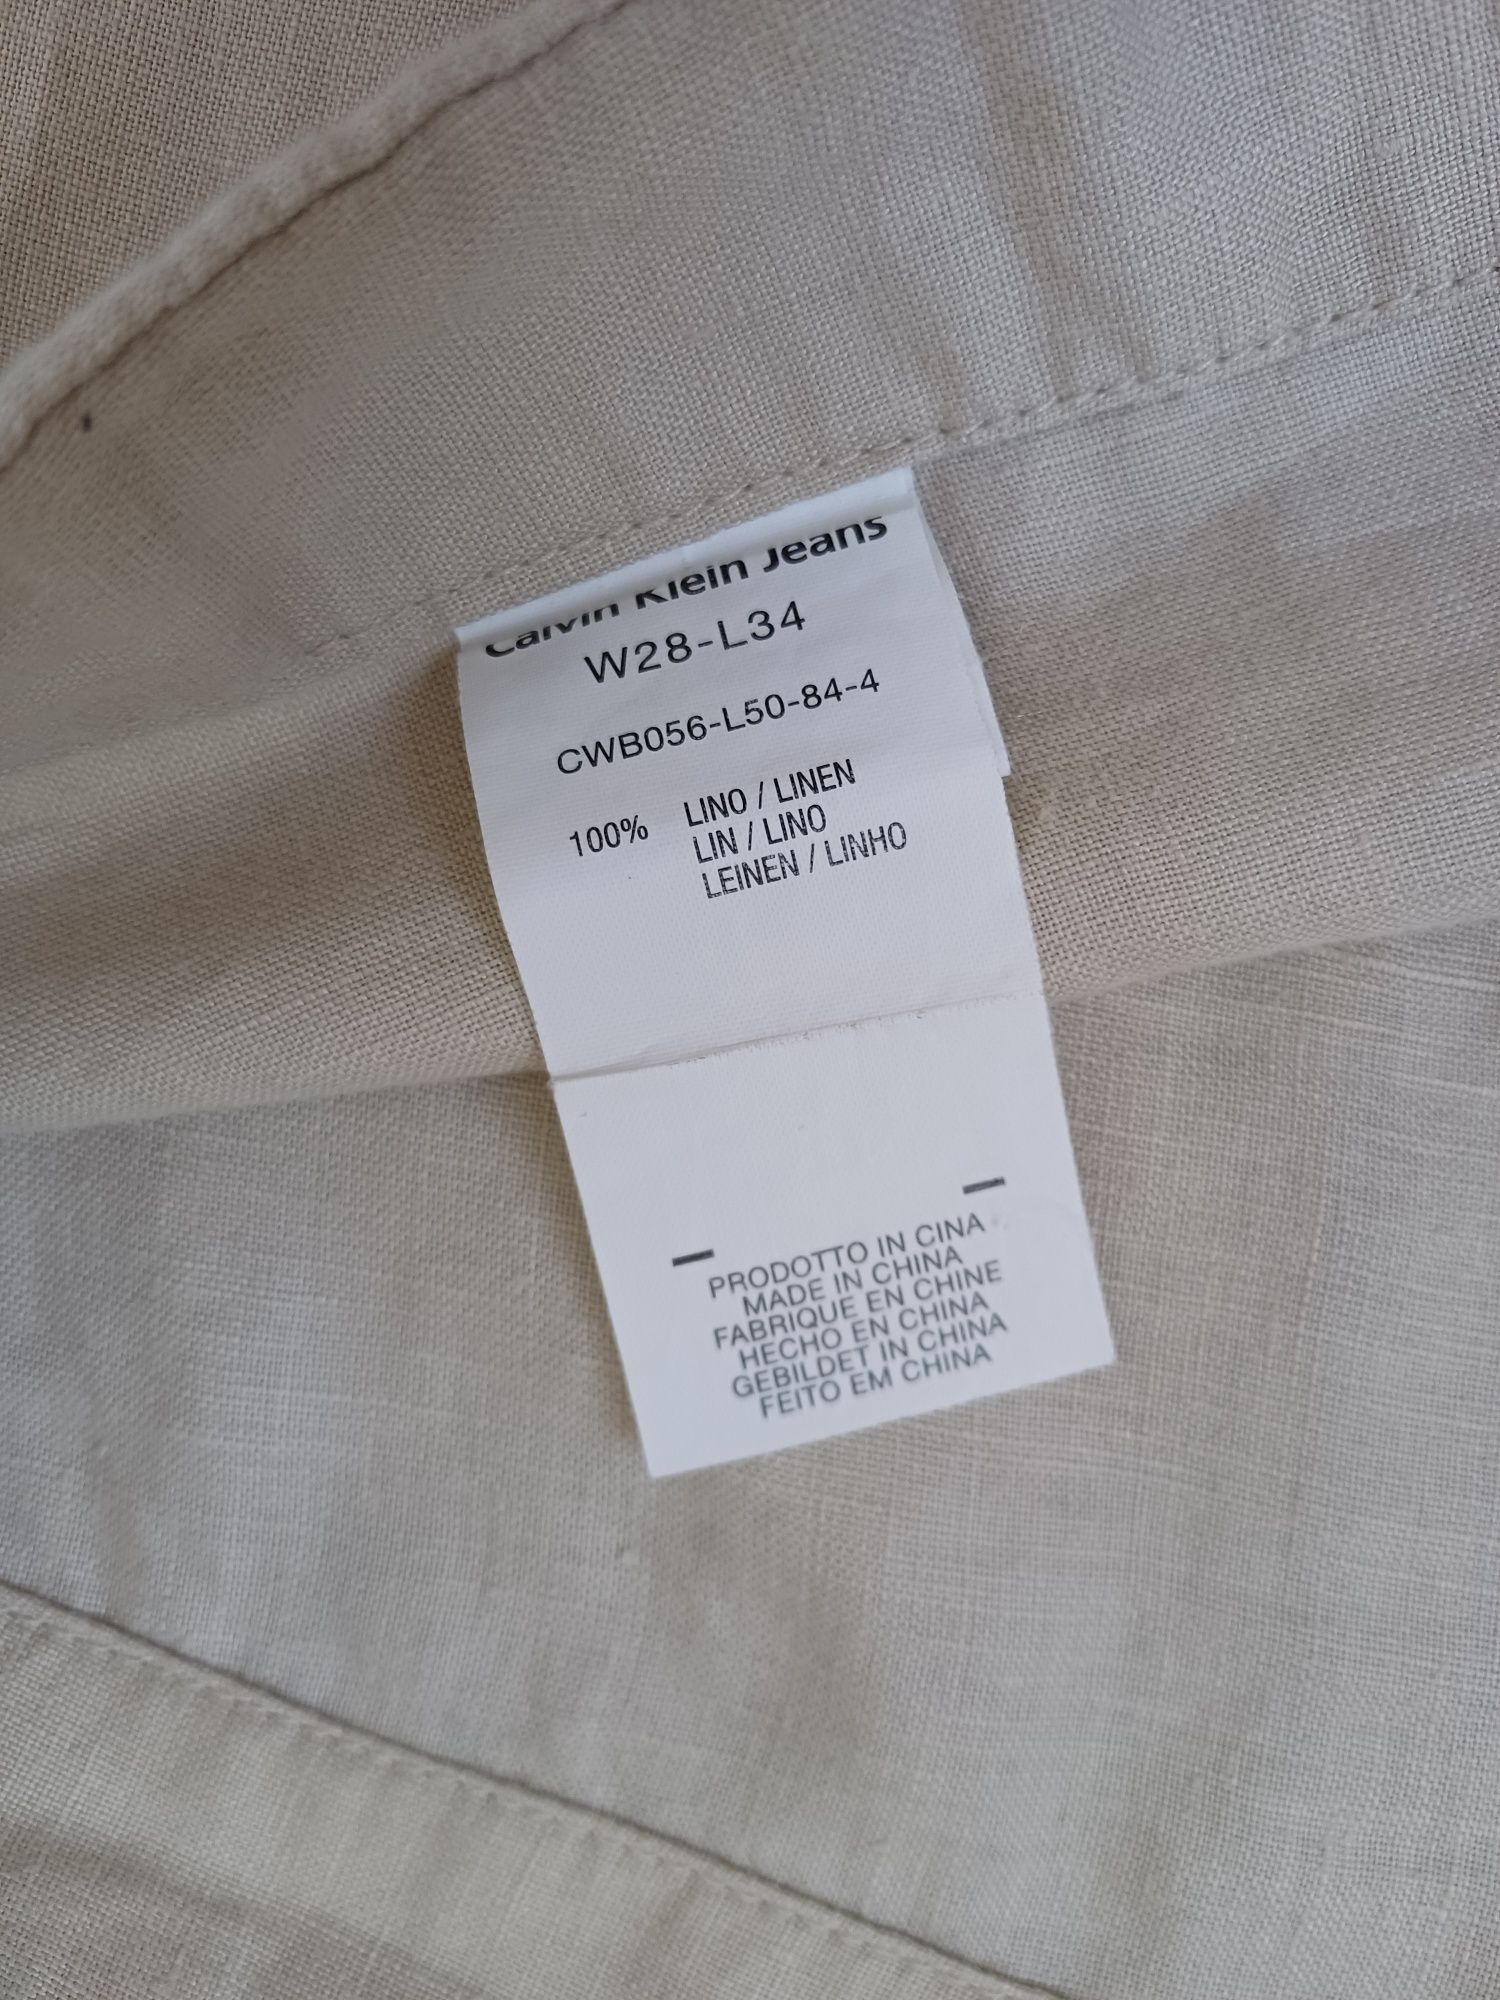 Calvin Klein Jeans
W28-L34
CWB056-L50-84-4
100% LINO / LINEN
LIN / LINO
LEINEN / LINHO
PRODOTTO IN CINA
MADE IN CHINA
FABRIQUE EN CHINE
HECHO EN CHINA
GEBILDET IN CHINA
FEITO EM CHINA